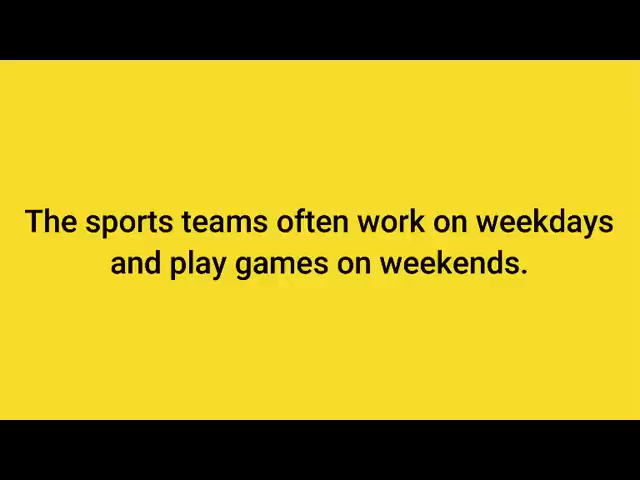 The sports teams often work on weekdays
and play games on weekends.